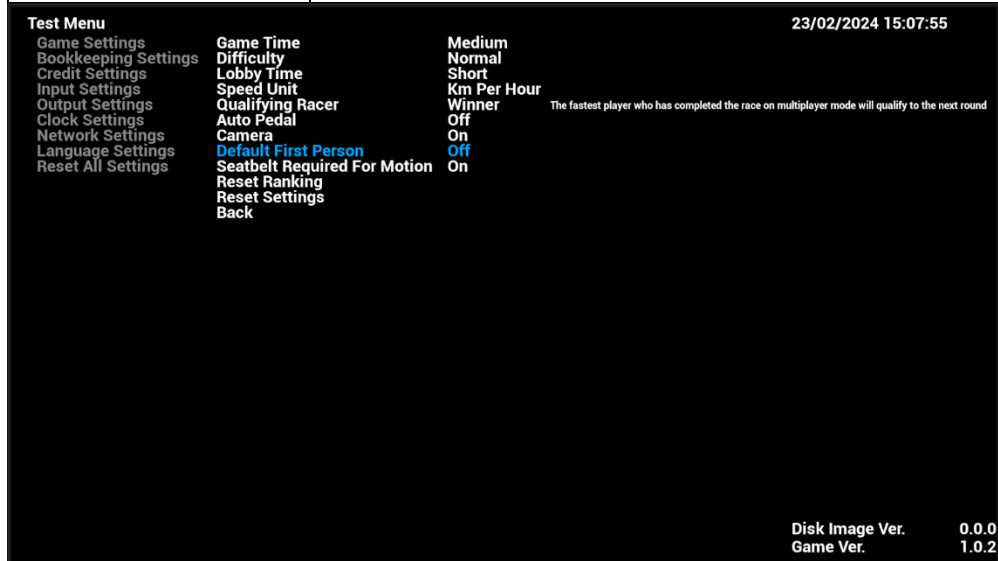 Test Menu 23/02/2024 15:07:55
Game Settings Game Time Medium
Bookkeeping Settings Difficulty Normal
Credit Settings Lobby Time Short
Input Settings Speed Unit Km Per Hour
Output Settings Qualifying Racer Winner The fastest player who has completed the race on multiplayer mode will qualify to the next round
Clock Settings Auto Pedal Off
Network Settings Camera On
Language Settings Default First Person Off
Reset All Settings Seatbelt Required For Motion On
Reset Ranking
Reset Settings
Back
Disk Image Ver. 0.0.0
Game Ver. 1.0.2